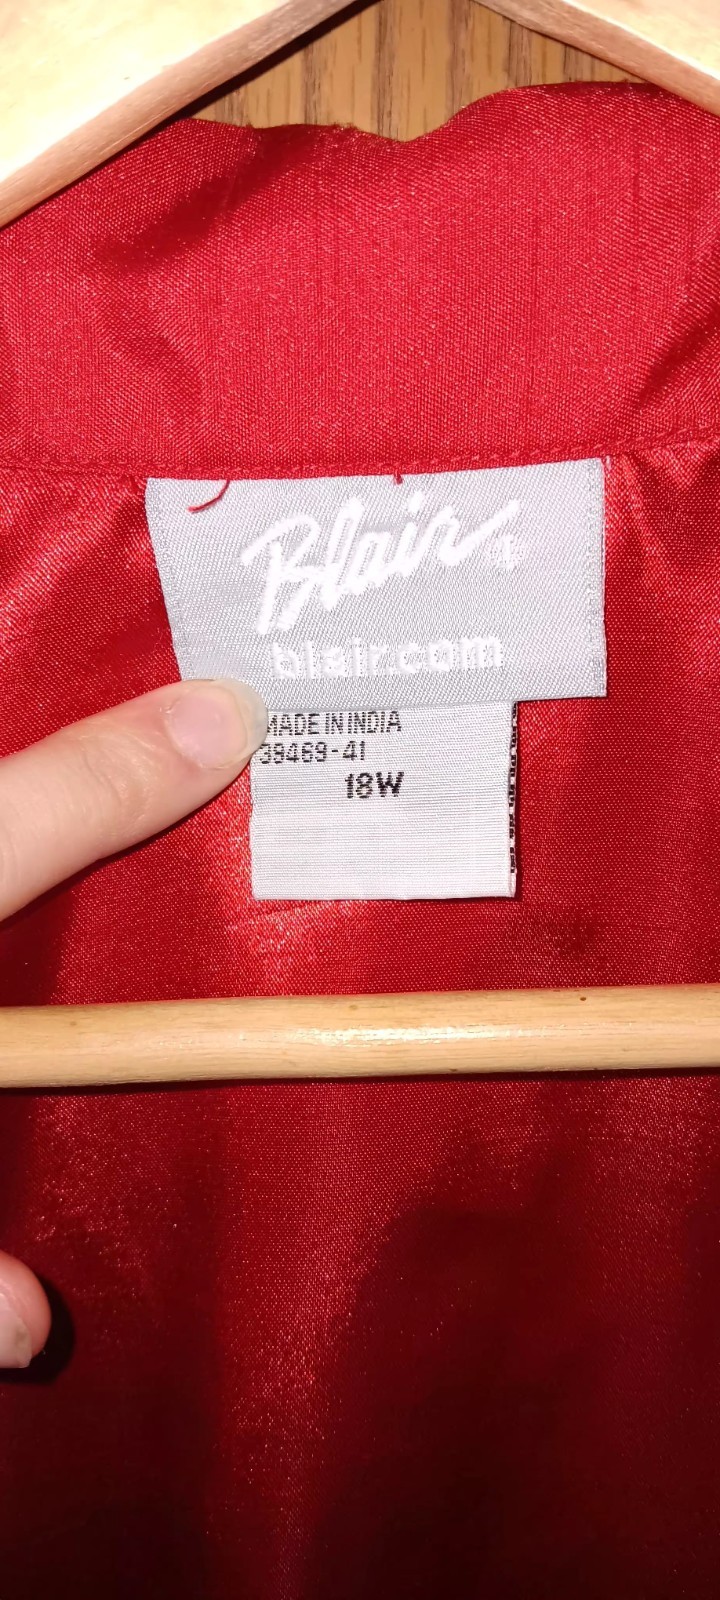 Blair
blair.com
MADE IN INDIA
39469-41
18W